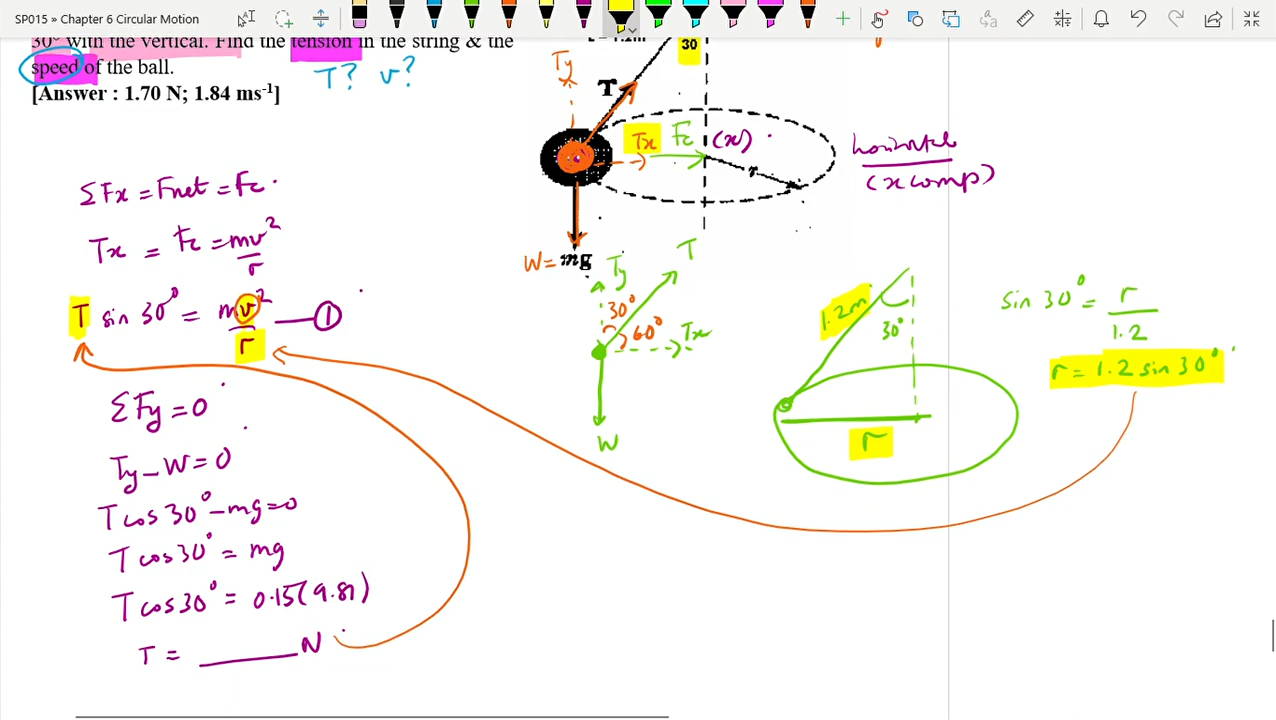 SP015 » Chapter 6 Circular Motion
30° with the vertical. Find the tension in the string & the
speed of the ball.
T? v?
[Answer : 1.70 N; 1.84 ms⁻¹]
30
Ty
T
Tx Fc (x)
r
horizontal
(x comp)
W = mg
ΣFx = Fnet = Fc
Tx = Fc = mv²/r
T sin 30° = mv²/r — ①
ΣFy = 0
Ty – W = 0
T cos 30° – mg = 0
T cos 30° = mg
T cos 30° = 0.15(9.81)
T = ______ N
Ty T
30°
60° Tx
W
1.2m
30°
r
sin 30° = r/1.2
r = 1.2 sin 30°